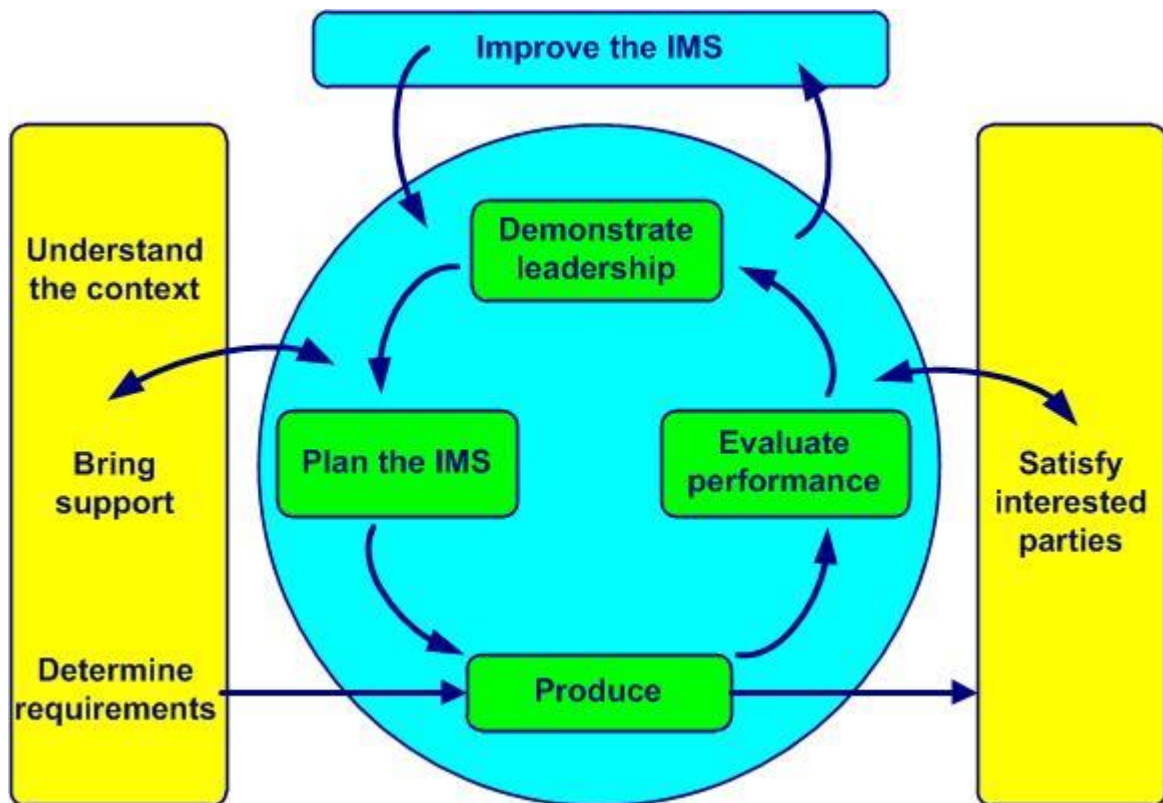 Improve the IMS
Understand
the context
Bring
support
Determine
requirements
Demonstrate
leadership
Plan the IMS
Evaluate
performance
Produce
Satisfy
interested
parties